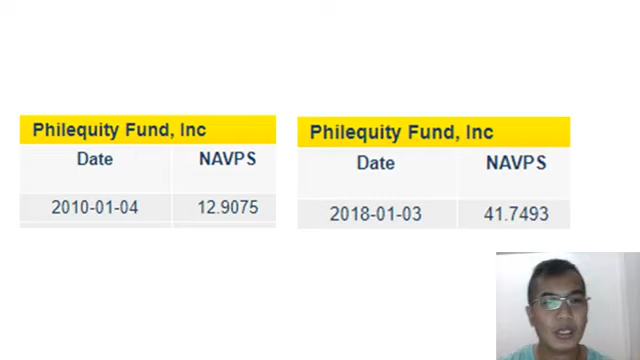 Philequity Fund, Inc
Date NAVPS
2010-01-04 12.9075
Philequity Fund, Inc
Date NAVPS
2018-01-03 41.7493